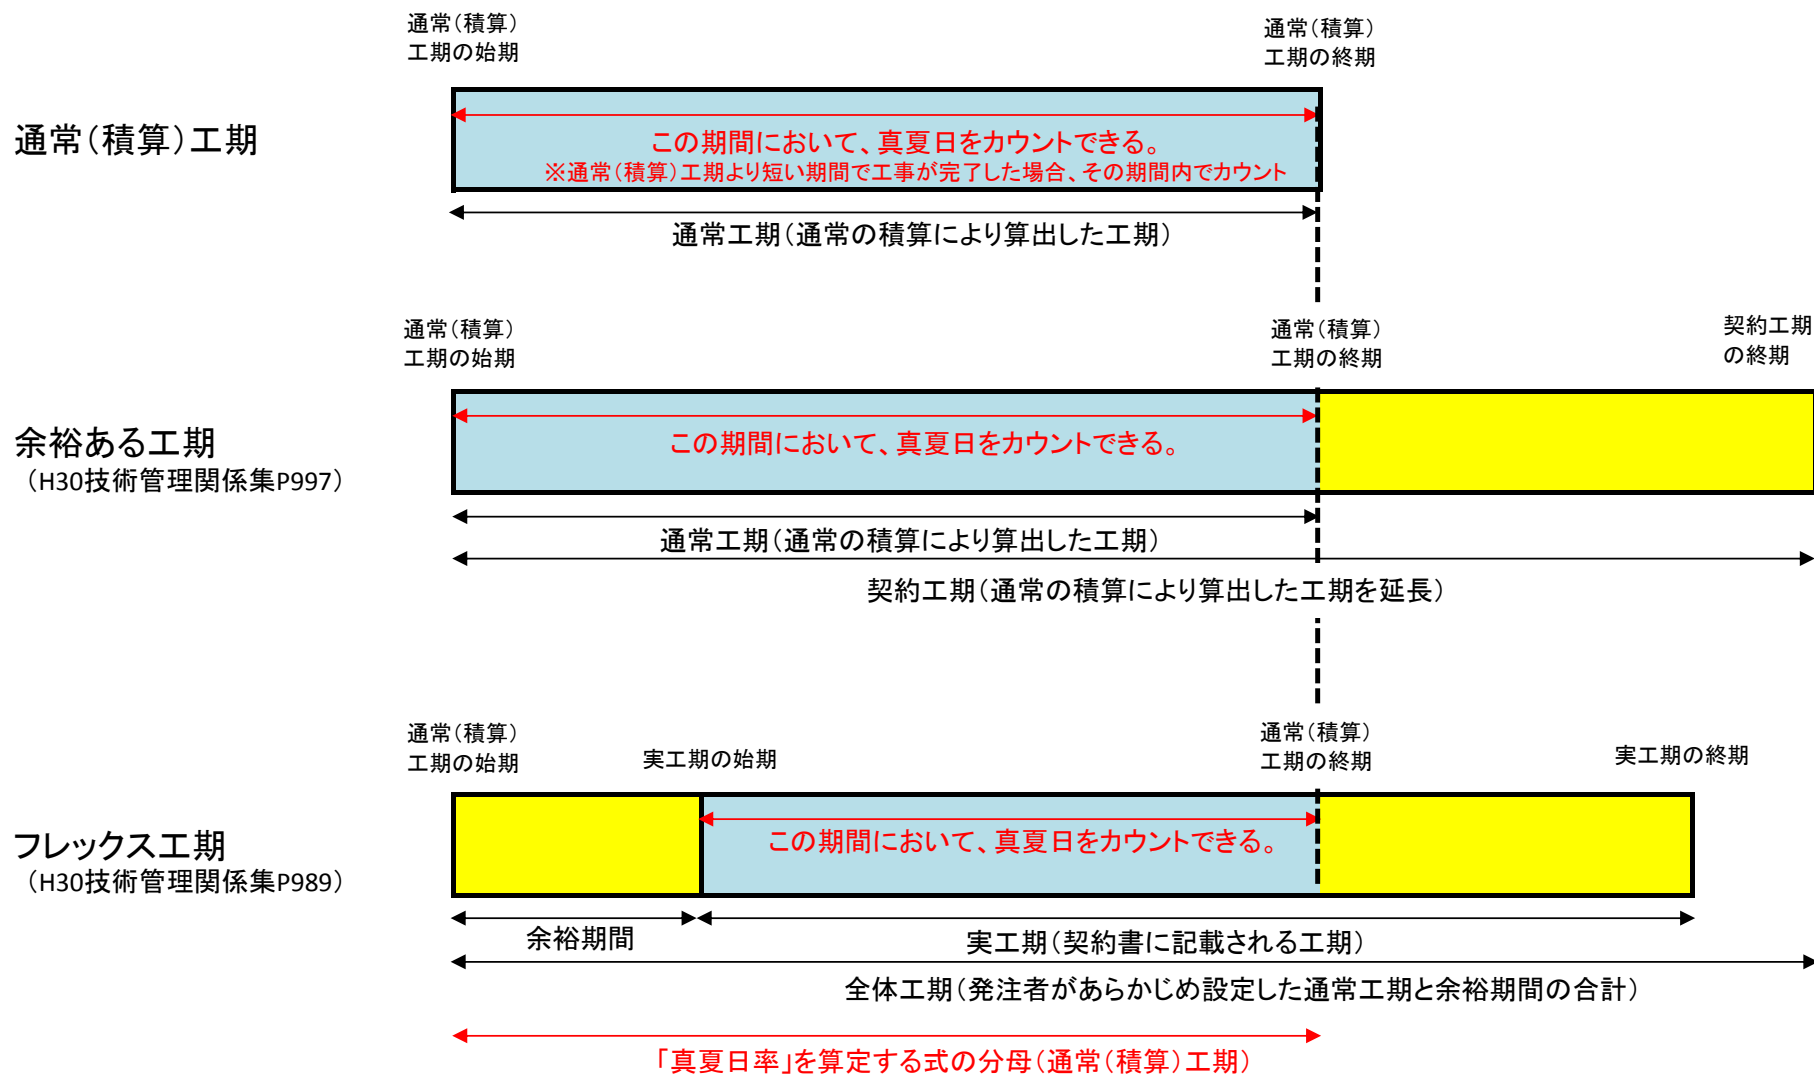 通常(積算)
工期の始期
通常(積算)
工期の終期
通常(積算)工期
この期間において、真夏日をカウントできる。
※通常(積算)工期より短い期間で工事が完了した場合、その期間内でカウント
通常工期(通常の積算により算出した工期)
通常(積算)
工期の始期
通常(積算)
工期の終期
契約工期
の終期
余裕ある工期
(H30技術管理関係集P997)
この期間において、真夏日をカウントできる。
通常工期(通常の積算により算出した工期)
契約工期(通常の積算により算出した工期を延長)
通常(積算)
工期の始期
実工期の始期
通常(積算)
工期の終期
実工期の終期
フレックス工期
(H30技術管理関係集P989)
この期間において、真夏日をカウントできる。
余裕期間
実工期(契約書に記載される工期)
全体工期(発注者があらかじめ設定した通常工期と余裕期間の合計)
「真夏日率」を算定する式の分母(通常(積算)工期)